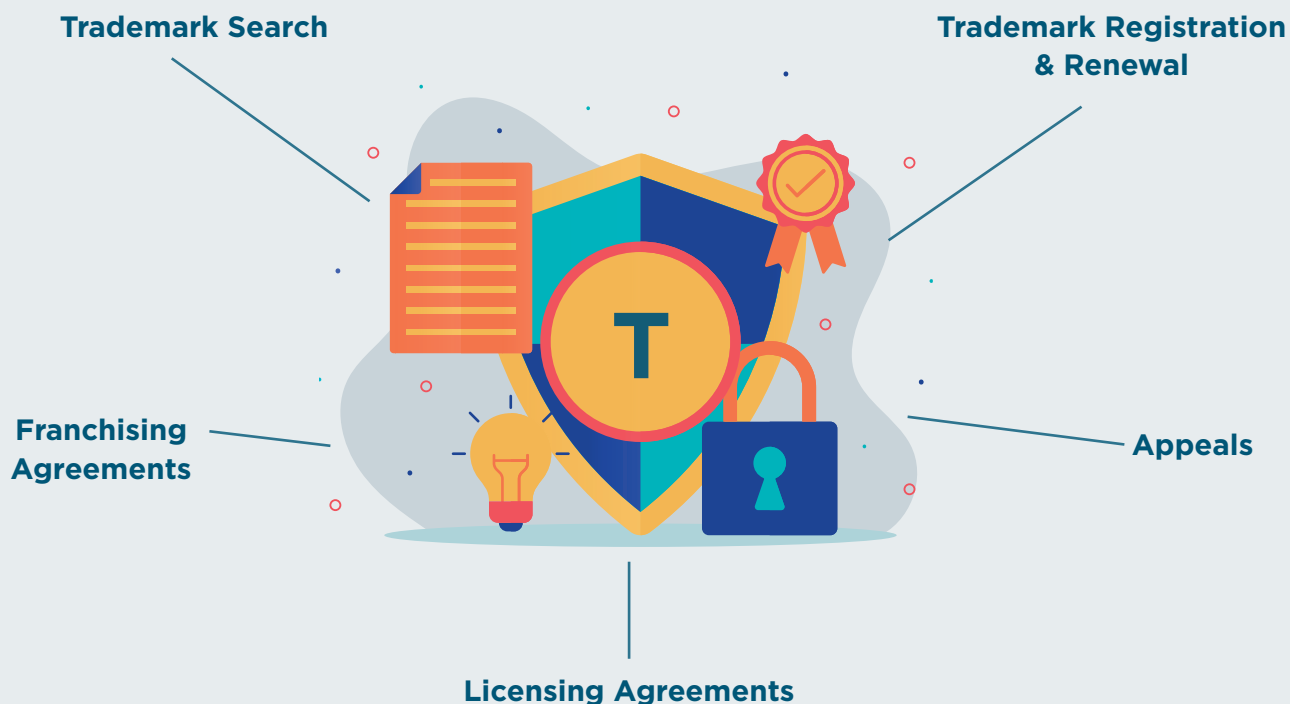 Trademark Search
Trademark Registration
& Renewal
T
Franchising
Agreements
Appeals
Licensing Agreements